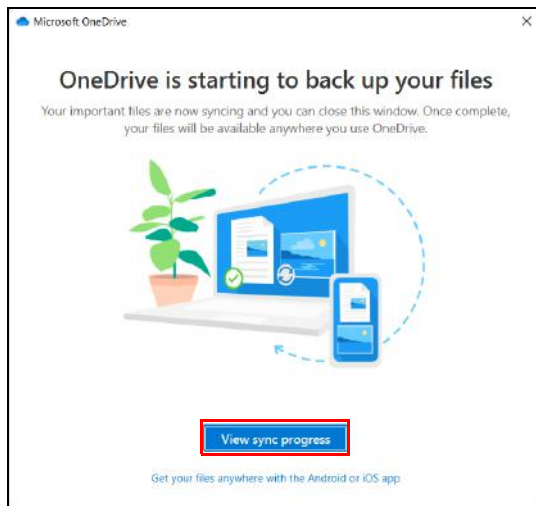 Microsoft OneDrive
OneDrive is starting to back up your files
Your important files are now syncing and you can close this window. Once complete,
your files will be available anywhere you use OneDrive.
View sync progress
Get your files anywhere with the Android or iOS app